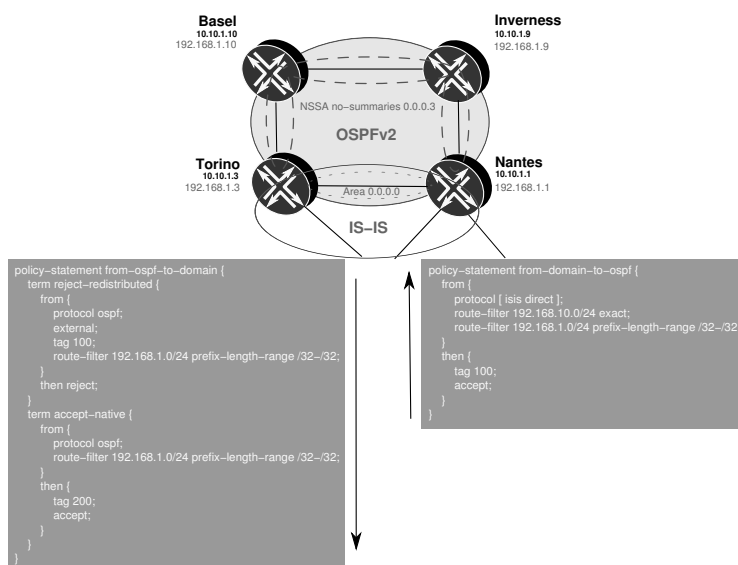 Basel
10.10.1.10
192.168.1.10
Inverness
10.10.1.9
192.168.1.9
NSSA no−summaries 0.0.0.3
OSPFv2
Torino
10.10.1.3
192.168.1.3
Nantes
10.10.1.1
192.168.1.1
Area 0.0.0.0
IS−IS
policy−statement from−ospf−to−domain {
term reject−redistributed {
from {
protocol ospf;
external;
tag 100;
route−filter 192.168.1.0/24 prefix−length−range /32−/32;
}
then reject;
}
term accept−native {
from {
protocol ospf;
route−filter 192.168.1.0/24 prefix−length−range /32−/32;
}
then {
tag 200;
accept;
}
}
}
policy−statement from−domain−to−ospf {
from {
protocol [ isis direct ];
route−filter 192.168.10.0/24 exact;
route−filter 192.168.1.0/24 prefix−length−range /32−/32
}
then {
tag 100;
accept;
}
}